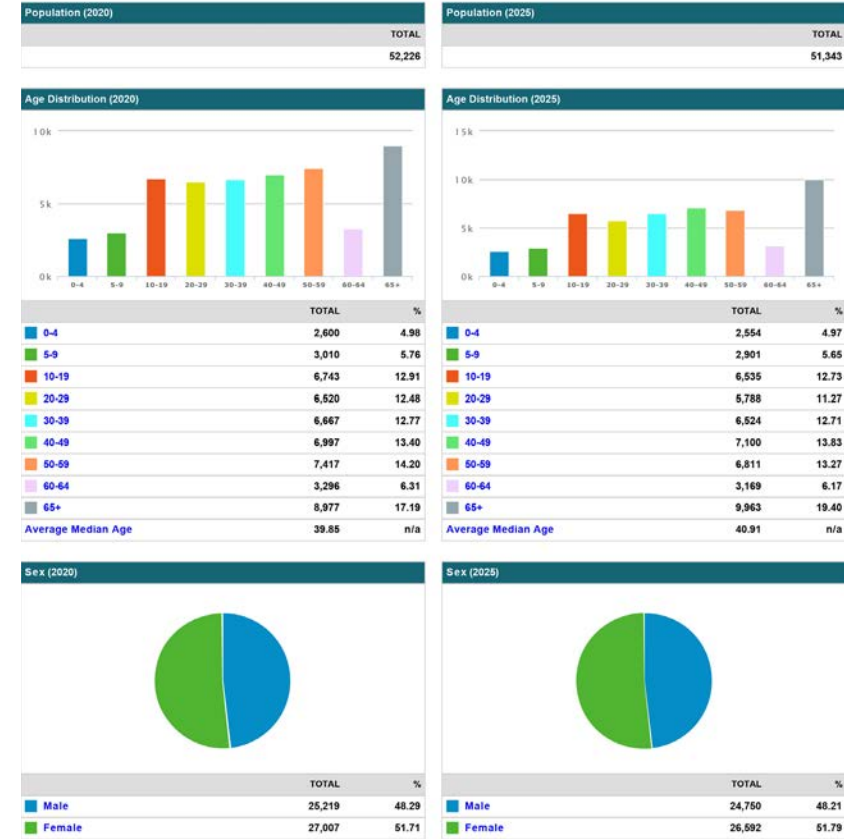 Population (2020)
TOTAL
52,226
Age Distribution (2020)
10k
5k
0k
0-4 5-9 10-19 20-29 30-39 40-49 50-59 60-64 65+
TOTAL %
0-4 2,600 4.98
5-9 3,010 5.76
10-19 6,743 12.91
20-29 6,520 12.48
30-39 6,667 12.77
40-49 6,997 13.40
50-59 7,417 14.20
60-64 3,296 6.31
65+ 8,977 17.19
Average Median Age 39.85 n/a
Sex (2020)
TOTAL %
Male 25,219 48.29
Female 27,007 51.71
Population (2025)
TOTAL
51,343
Age Distribution (2025)
15k
10k
5k
0k
0-4 5-9 10-19 20-29 30-39 40-49 50-59 60-64 65+
TOTAL %
0-4 2,554 4.97
5-9 2,901 5.65
10-19 6,535 12.73
20-29 5,788 11.27
30-39 6,524 12.71
40-49 7,100 13.83
50-59 6,811 13.27
60-64 3,169 6.17
65+ 9,963 19.40
Average Median Age 40.91 n/a
Sex (2025)
TOTAL %
Male 24,750 48.21
Female 26,592 51.79